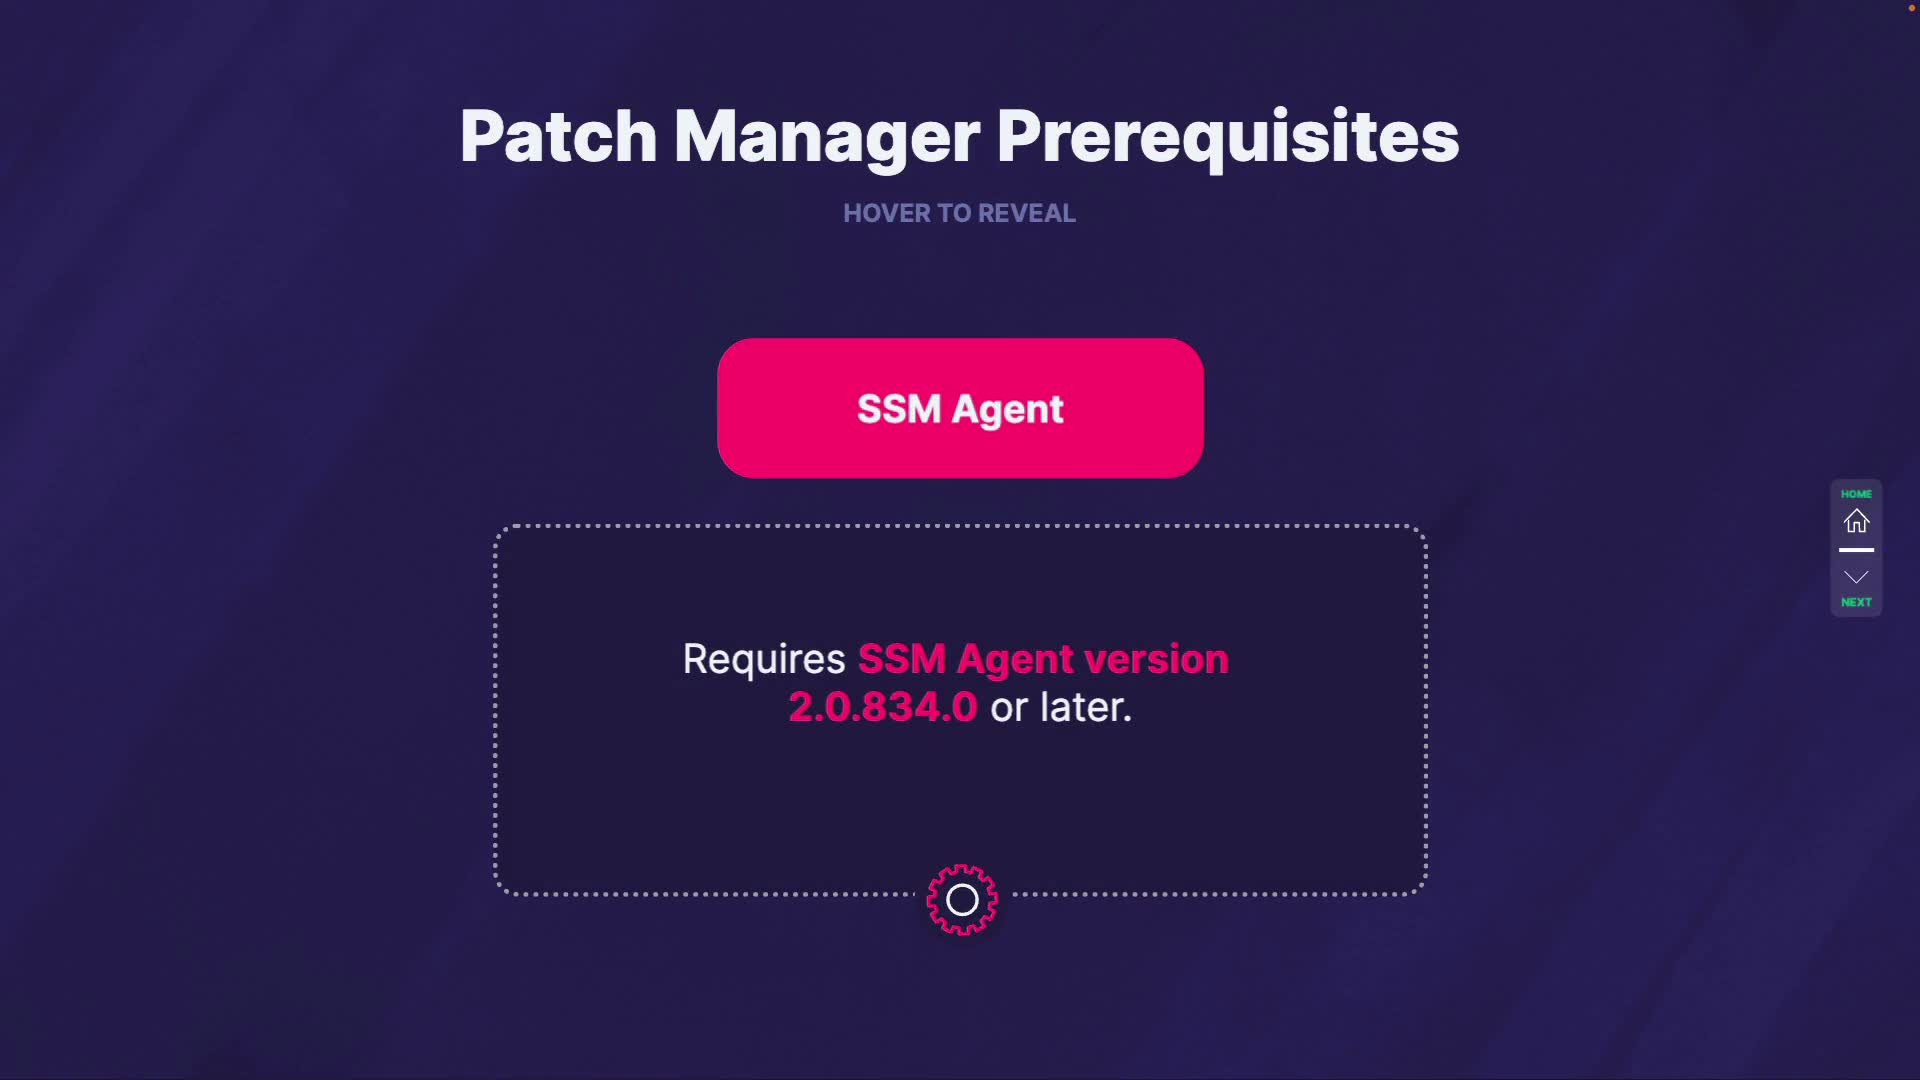 Patch Manager Prerequisites
HOVER TO REVEAL
SSM Agent
Requires SSM Agent version
2.0.834.0 or later.
HOME
NEXT